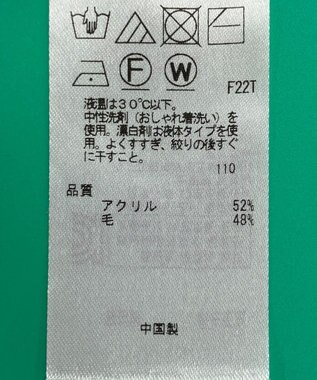 F
W
F22T
液温は30℃以下。
中性洗剤（おしゃれ着洗い）を
使用。漂白剤は液体タイプを使
用。よくすすぎ、絞りの後すぐ
に干すこと。
110
品質
アクリル 52%
毛 48%
中国製